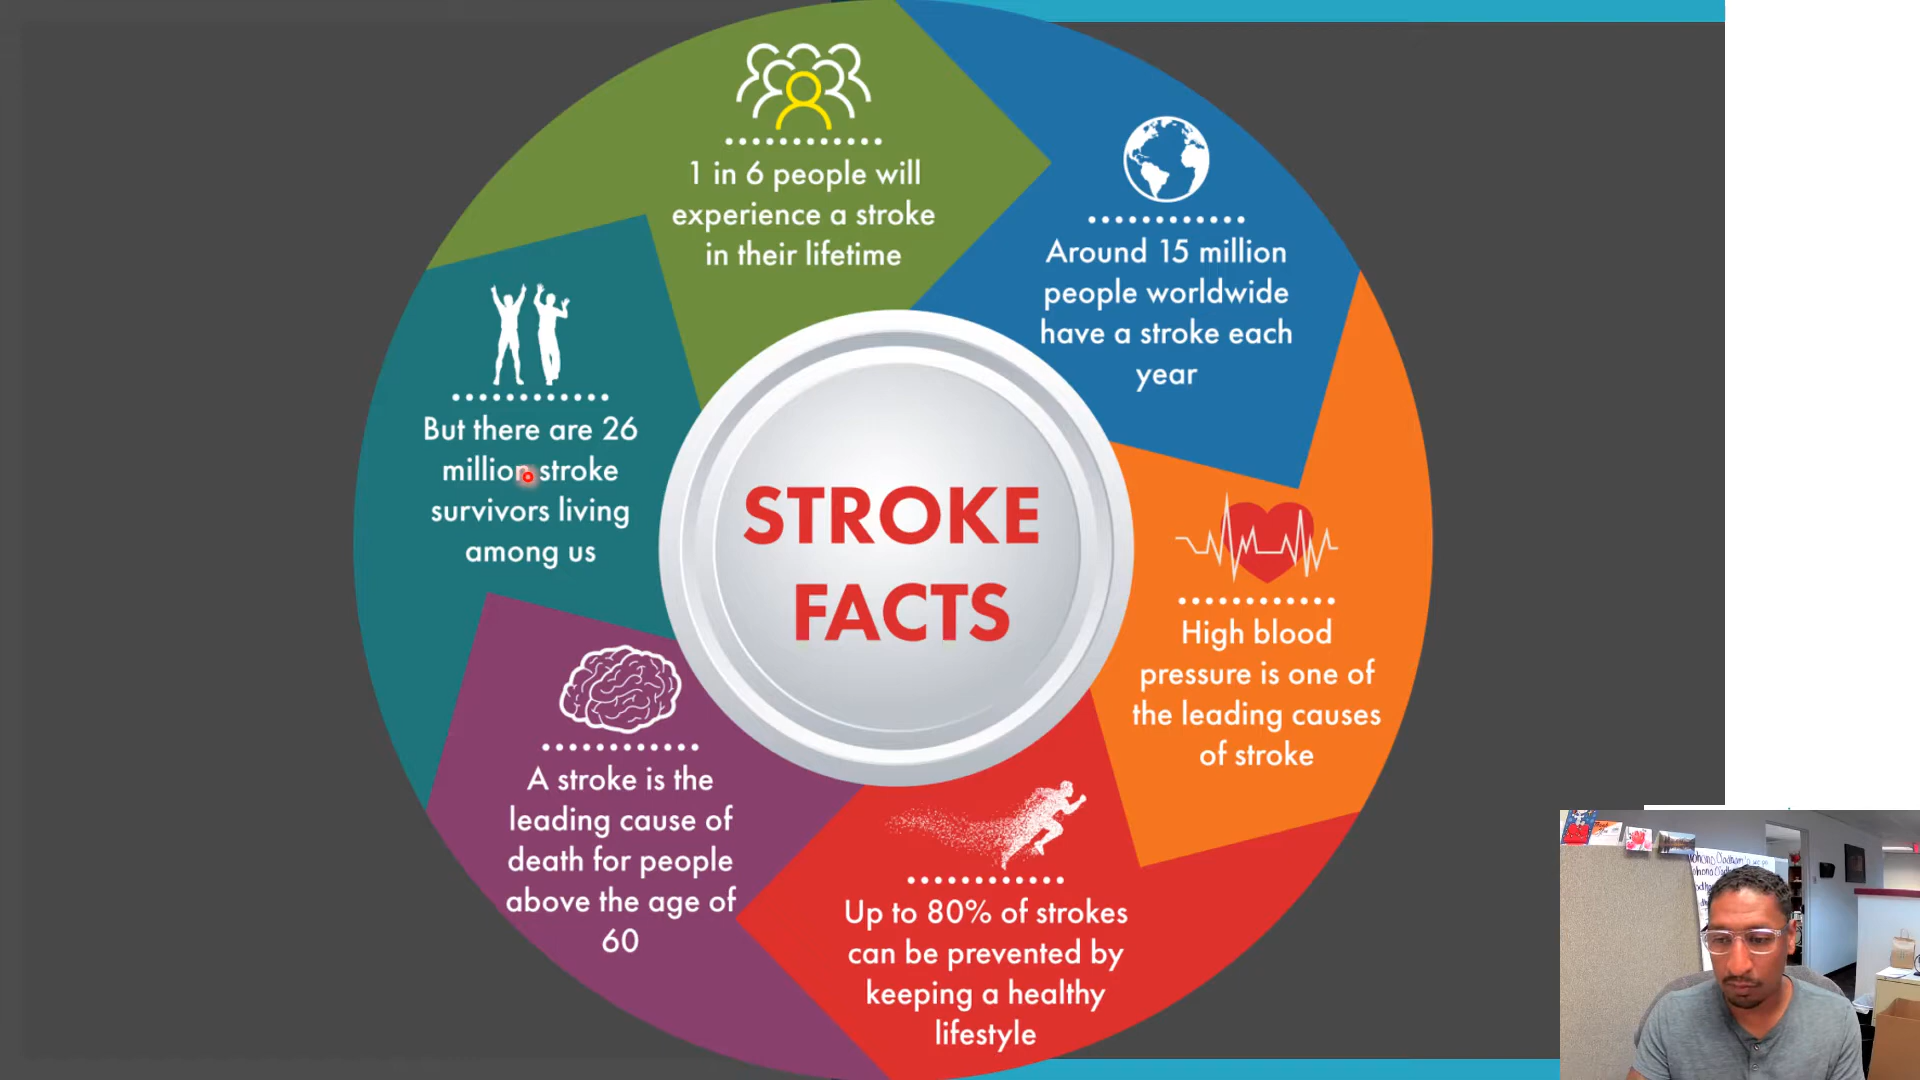 1 in 6 people will
experience a stroke
in their lifetime
Around 15 million
people worldwide
have a stroke each
year
High blood
pressure is one of
the leading causes
of stroke
Up to 80% of strokes
can be prevented by
keeping a healthy
lifestyle
A stroke is the
leading cause of
death for people
above the age of
60
But there are 26
million stroke
survivors living
among us
STROKE
FACTS